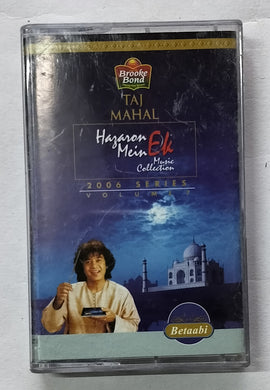 Brooke
Bond
TAJ
MAHAL
Hazaron
Mein Ek
Music
Collection
2006 SERIES
VOLUME
Betaabi